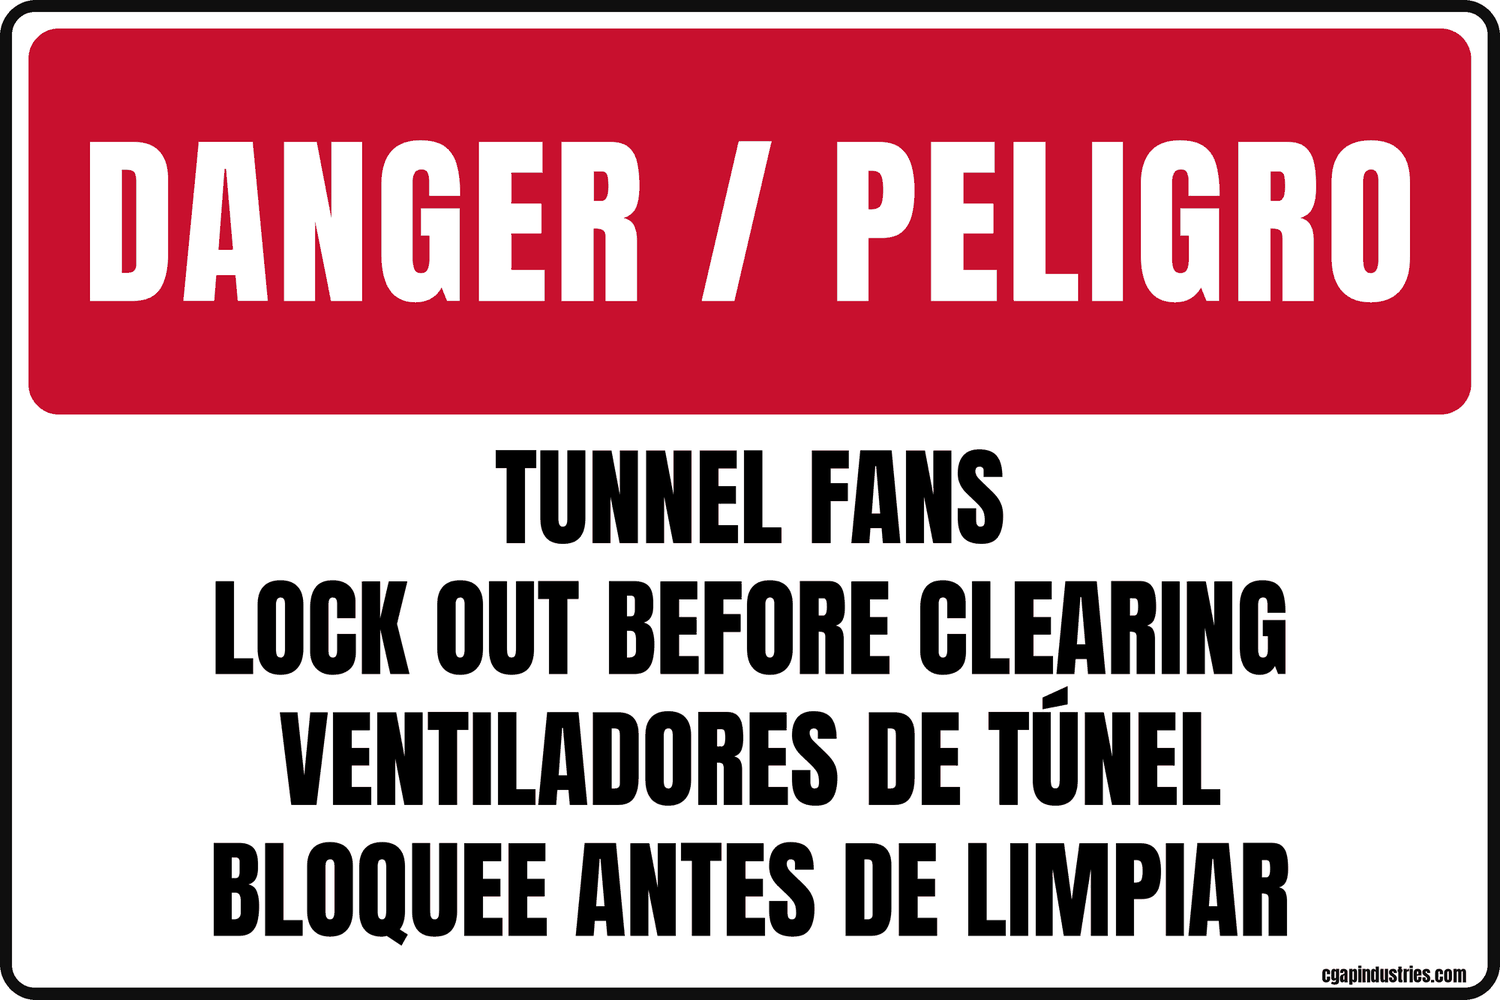 DANGER / PELIGRO
TUNNEL FANS
LOCK OUT BEFORE CLEARING
VENTILADORES DE TÚNEL
BLOQUEE ANTES DE LIMPIAR
cgapindustries.com